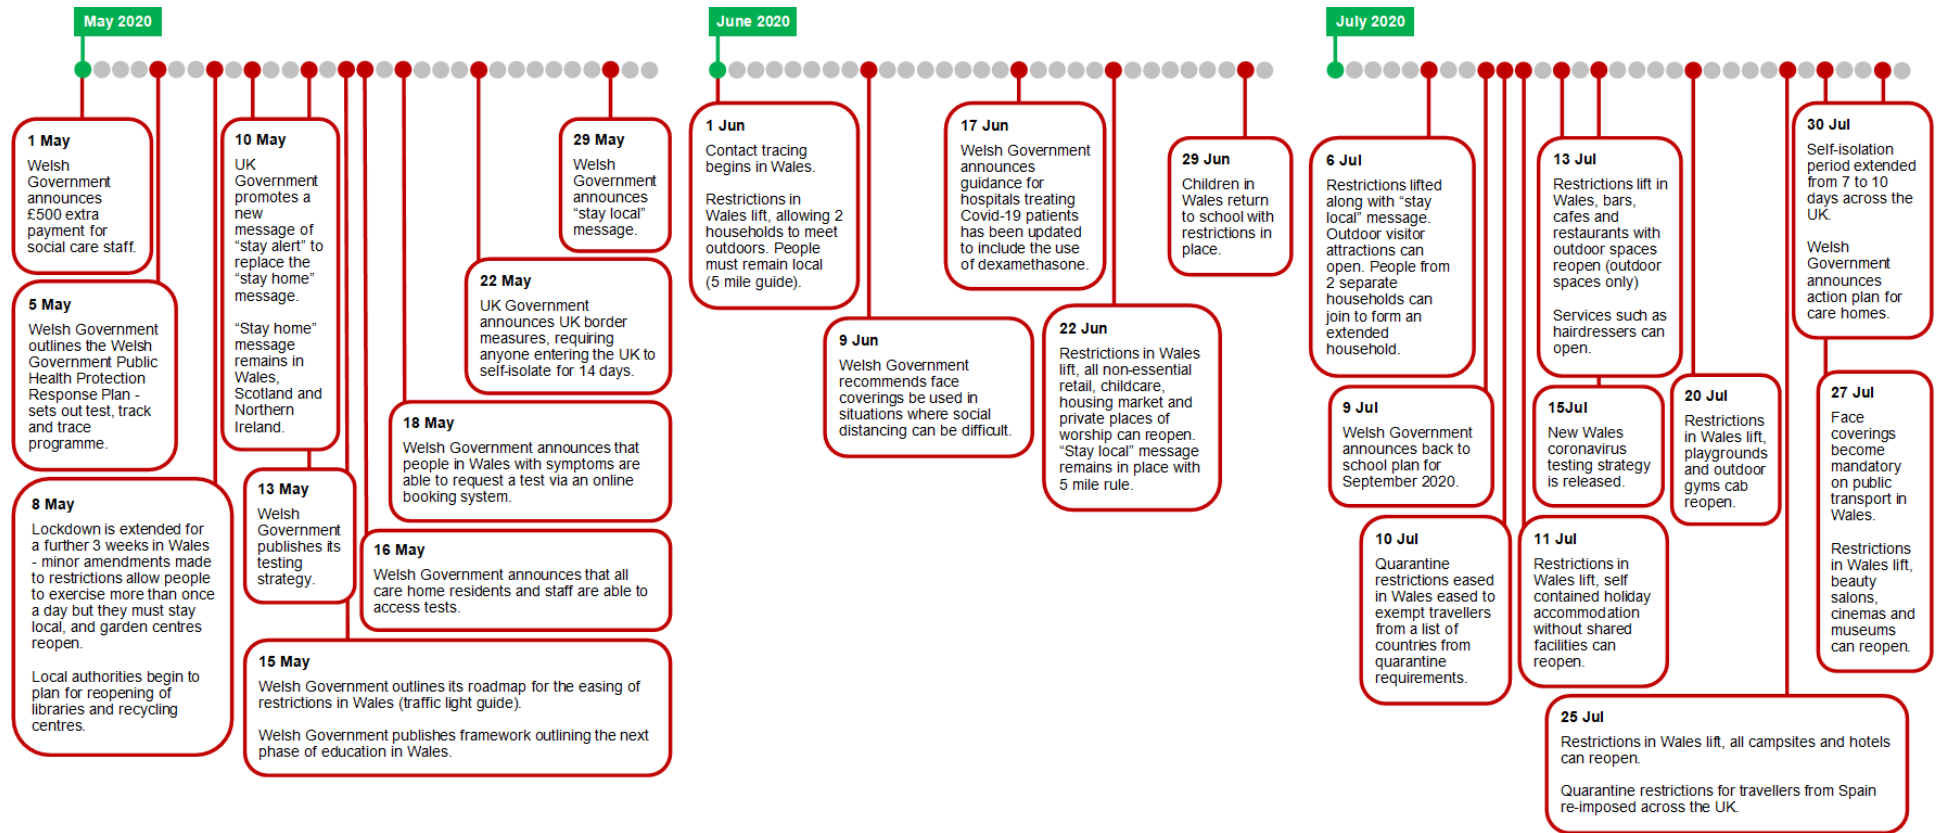 May 2020
1 May
Welsh
Government
announces
£500 extra
payment for
social care staff.
5 May
Welsh Government
outlines the Welsh
Government Public
Health Protection
Response Plan -
sets out test, track
and trace
programme.
8 May
Lockdown is extended for
a further 3 weeks in Wales
- minor amendments made
to restrictions allow people
to exercise more than once
a day but they must stay
local, and garden centres
reopen.
Local authorities begin to
plan for reopening of
libraries and recycling
centres.
10 May
UK
Government
promotes a
new
message of
“stay alert” to
replace the
“stay home”
message.
“Stay home”
message
remains in
Wales,
Scotland and
Northern
Ireland.
13 May
Welsh
Government
publishes its
testing
strategy.
15 May
Welsh Government outlines its roadmap for the easing of
restrictions in Wales (traffic light guide).
Welsh Government publishes framework outlining the next
phase of education in Wales.
16 May
Welsh Government announces that all
care home residents and staff are able to
access tests.
18 May
Welsh Government announces that
people in Wales with symptoms are
able to request a test via an online
booking system.
22 May
UK Government
announces UK border
measures, requiring
anyone entering the UK to
self-isolate for 14 days.
29 May
Welsh
Government
announces
“stay local”
message.
June 2020
1 Jun
Contact tracing
begins in Wales.
Restrictions in
Wales lift, allowing 2
households to meet
outdoors. People
must remain local
(5 mile guide).
9 Jun
Welsh Government
recommends face
coverings be used in
situations where social
distancing can be difficult.
17 Jun
Welsh Government
announces
guidance for
hospitals treating
Covid-19 patients
has been updated
to include the use
of dexamethasone.
22 Jun
Restrictions in Wales
lift, all non-essential
retail, childcare,
housing market and
private places of
worship can reopen.
“Stay local” message
remains in place with
5 mile rule.
29 Jun
Children in
Wales return
to school with
restrictions in
place.
July 2020
6 Jul
Restrictions lifted
along with “stay
local” message.
Outdoor visitor
attractions can
open. People from
2 separate
households can
join to form an
extended
household.
9 Jul
Welsh Government
announces back to
school plan for
September 2020.
10 Jul
Quarantine
restrictions eased
in Wales eased to
exempt travellers
from a list of
countries from
quarantine
requirements.
11 Jul
Restrictions in
Wales lift, self
contained holiday
accommodation
without shared
facilities can
reopen.
13 Jul
Restrictions lift in
Wales, bars,
cafes and
restaurants with
outdoor spaces
reopen (outdoor
spaces only)
Services such as
hairdressers can
open.
15Jul
New Wales
coronavirus
testing strategy
is released.
20 Jul
Restrictions
in Wales lift,
playgrounds
and outdoor
gyms cab
reopen.
25 Jul
Restrictions in Wales lift, all campsites and hotels
can reopen.
Quarantine restrictions for travellers from Spain
re-imposed across the UK.
30 Jul
Self-isolation
period extended
from 7 to 10
days across the
UK.
Welsh
Government
announces
action plan for
care homes.
27 Jul
Face
coverings
become
mandatory
on public
transport in
Wales.
Restrictions
in Wales lift,
beauty
salons,
cinemas and
museums
can reopen.